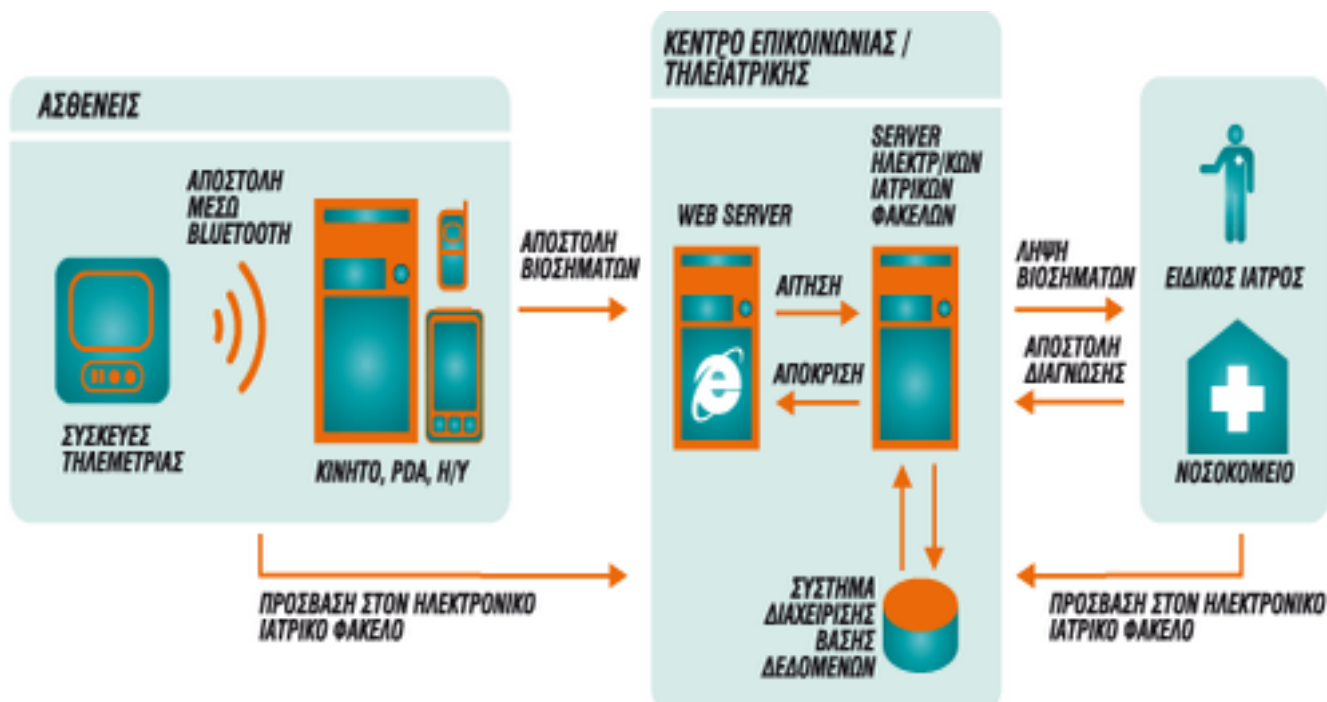 ΑΣΘΕΝΕΙΣ
ΑΠΟΣΤΟΛΗ
ΜΕΣΩ
BLUETOOTH
ΣΥΣΚΕΥΕΣ
ΤΗΛΕΜΕΤΡΙΑΣ
ΚΙΝΗΤΟ, PDA, Η/Υ
ΑΠΟΣΤΟΛΗ
ΒΙΟΣΗΜΑΤΩΝ
ΠΡΟΣΒΑΣΗ ΣΤΟΝ ΗΛΕΚΤΡΟΝΙΚΟ
ΙΑΤΡΙΚΟ ΦΑΚΕΛΟ
ΚΕΝΤΡΟ ΕΠΙΚΟΙΝΩΝΙΑΣ /
ΤΗΛΕΪΑΤΡΙΚΗΣ
WEB SERVER
SERVER
ΗΛΕΚΤΡ/ΚΩΝ
ΙΑΤΡΙΚΩΝ
ΦΑΚΕΛΩΝ
ΑΙΤΗΣΗ
ΑΠΟΚΡΙΣΗ
ΣΥΣΤΗΜΑ
ΔΙΑΧΕΙΡΙΣΗΣ
ΒΑΣΗΣ
ΔΕΔΟΜΕΝΩΝ
ΛΗΨΗ
ΒΙΟΣΗΜΑΤΩΝ
ΑΠΟΣΤΟΛΗ
ΔΙΑΓΝΩΣΗΣ
ΕΙΔΙΚΟΣ ΙΑΤΡΟΣ
ΝΟΣΟΚΟΜΕΙΟ
ΠΡΟΣΒΑΣΗ ΣΤΟΝ ΗΛΕΚΤΡΟΝΙΚΟ
ΙΑΤΡΙΚΟ ΦΑΚΕΛΟ